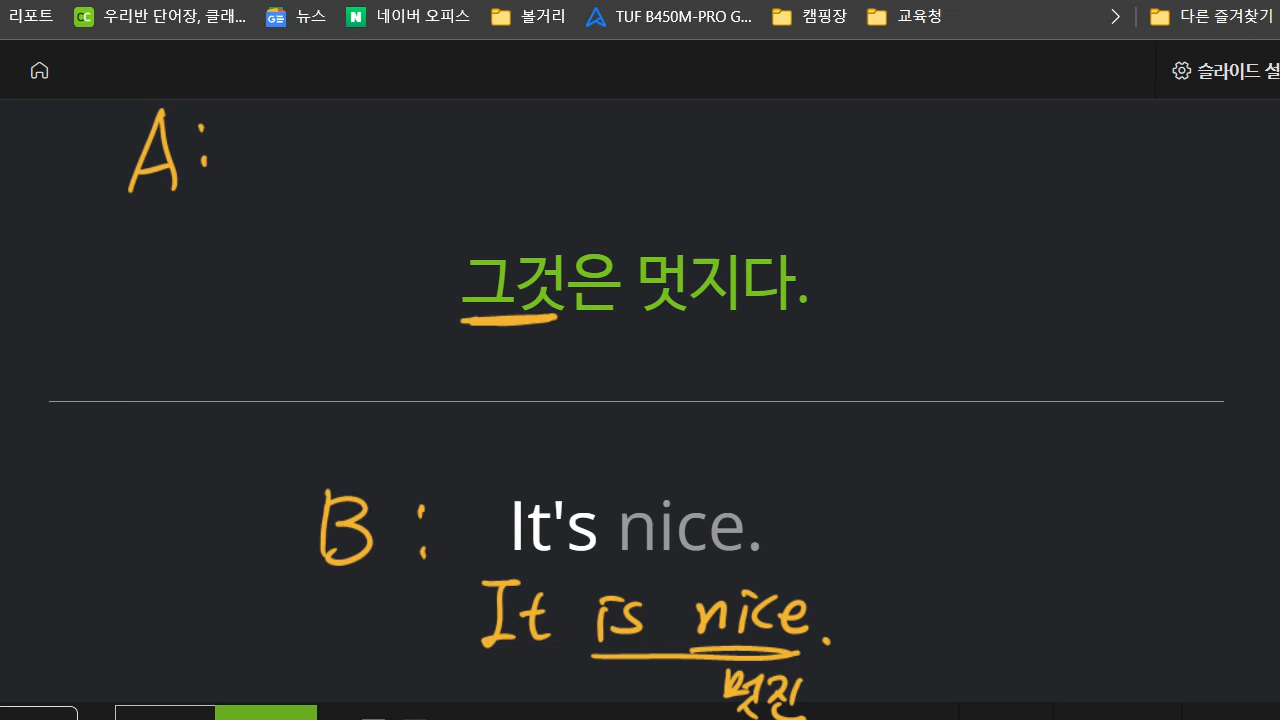 리포트 우리반 단어장, 클래... 뉴스 네이버 오피스 볼거리 TUF B450M-PRO G... 캠핑장 교육청 다른 즐겨찾기
슬라이드 설
A:
그것은 멋지다.
B: It's nice.
It is nice.
멋진